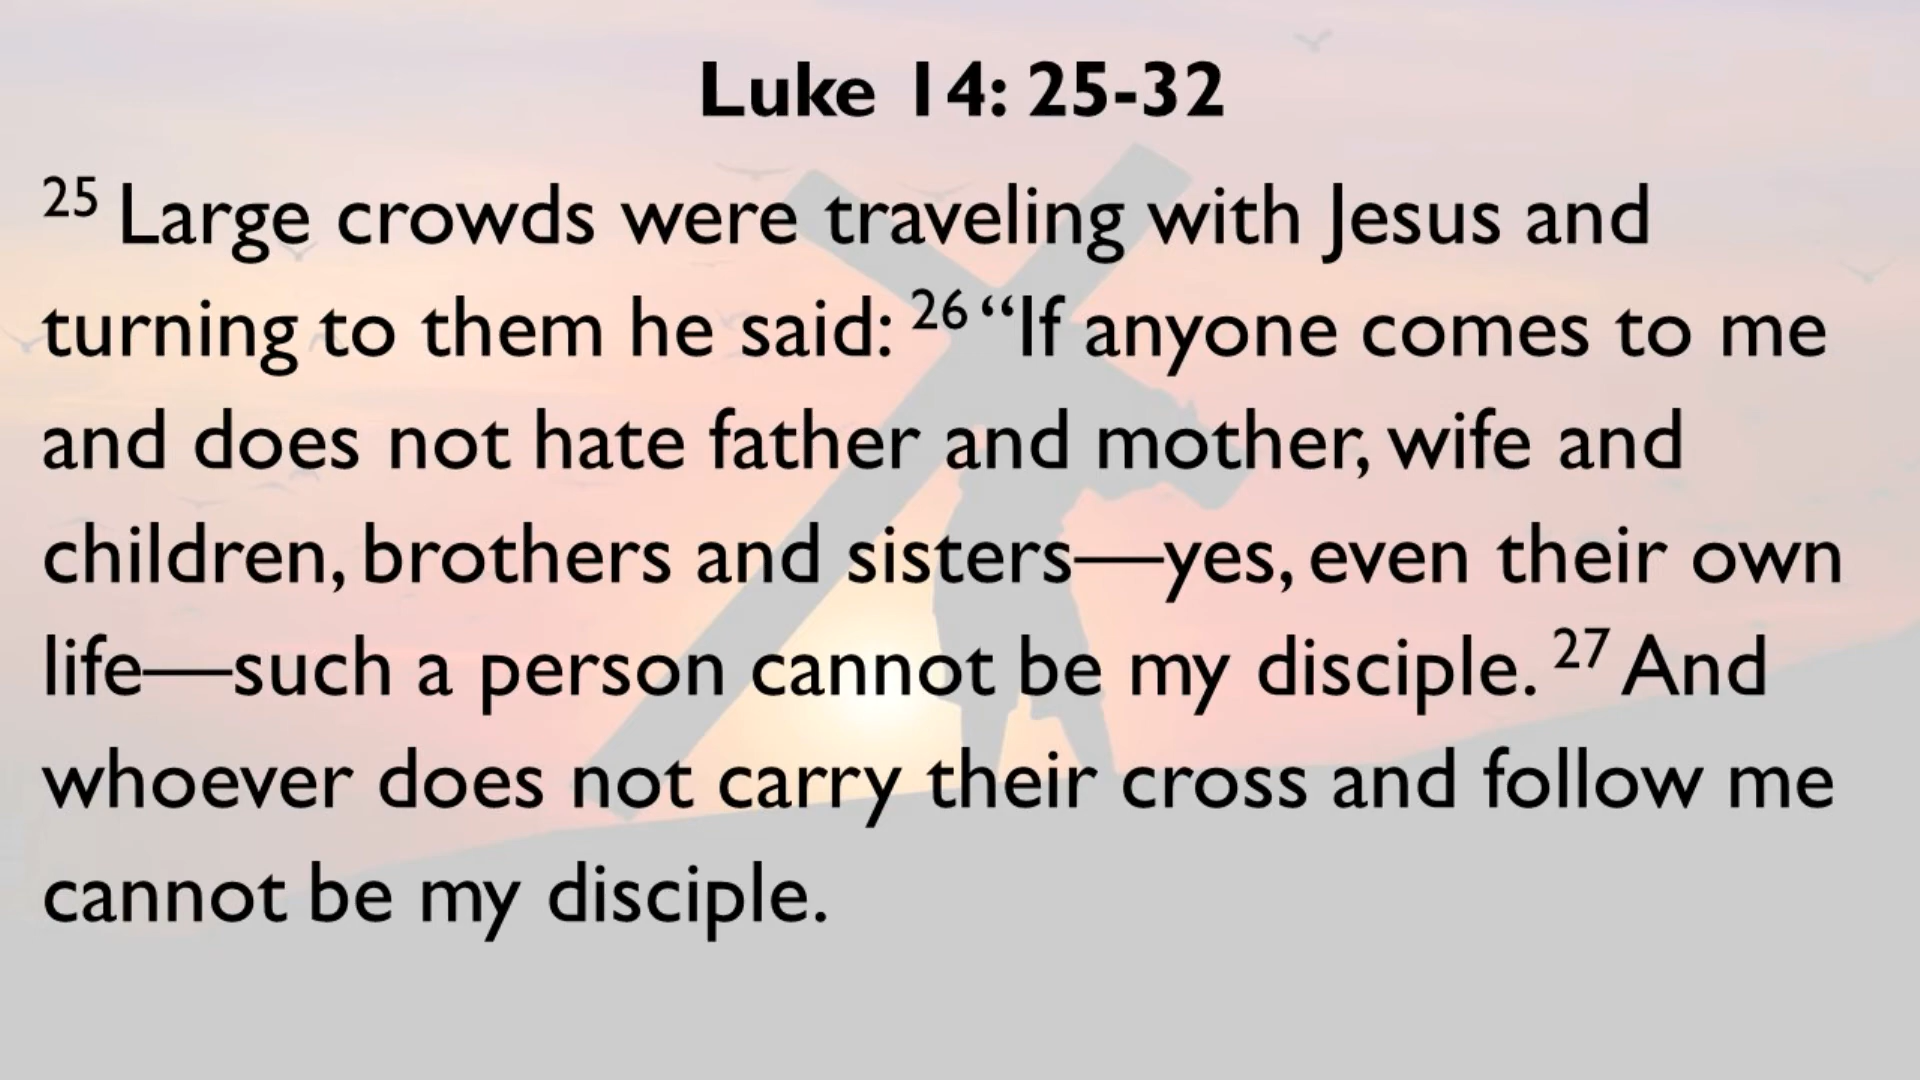 Luke 14: 25-32
25 Large crowds were traveling with Jesus and
turning to them he said: 26 “If anyone comes to me
and does not hate father and mother, wife and
children, brothers and sisters—yes, even their own
life—such a person cannot be my disciple. 27 And
whoever does not carry their cross and follow me
cannot be my disciple.